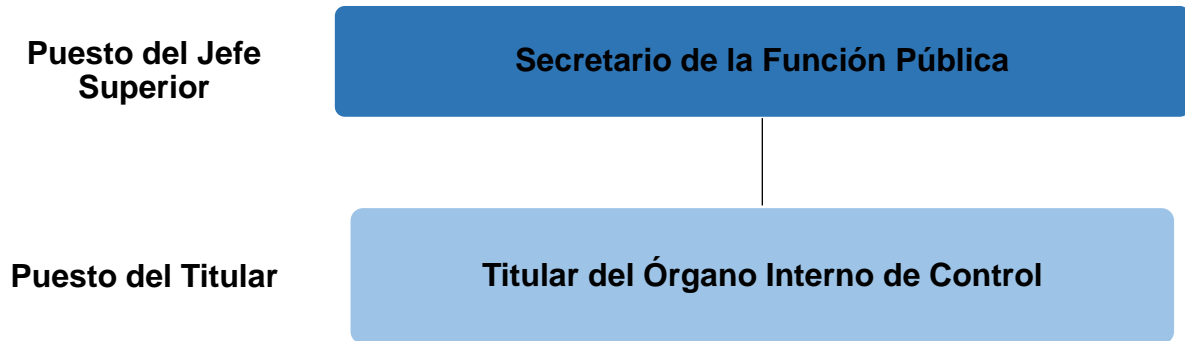 Puesto del Jefe
Superior
Secretario de la Función Pública
Puesto del Titular
Titular del Órgano Interno de Control